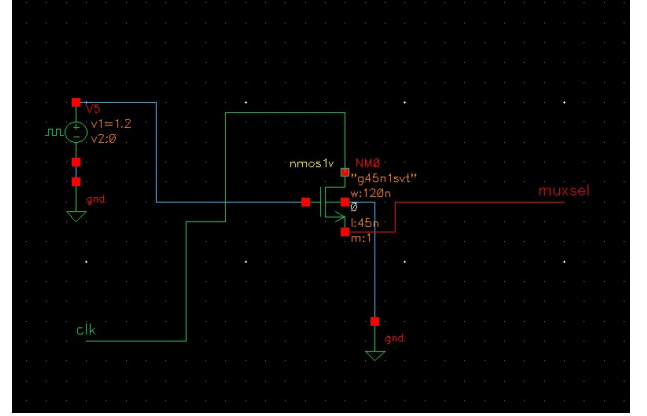 V5
v1=1.2
v2:0
gnd
nmos1v
NM0
"g45n1svt"
w:120n
0
l:45n
m:1
muxsel
clk
gnd